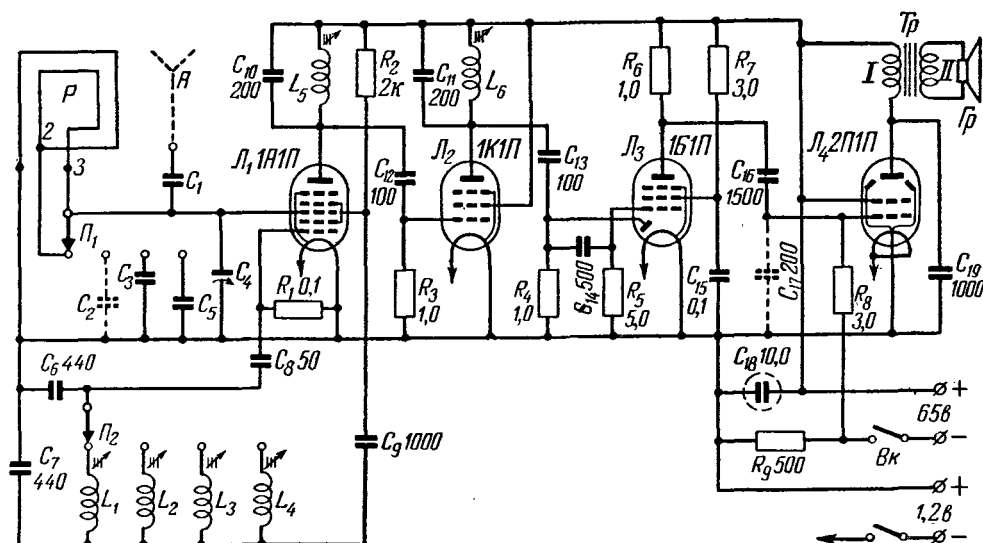 Р
2
3
А
C₁
П₁
C₂
C₃
C₅
C₄
C₁₀
200
L₅
R₂
2к
Л₁ 1А1П
R₁ 0,1
C₈ 50
C₆ 440
П₂
C₇
440
L₁
L₂
L₃
L₄
C₉ 1000
C₁₁
200
L₆
C₁₂
100
Л₂
1К1П
R₃
1,0
C₁₃
100
R₄
1,0
C₁₄ 500
R₅
5,0
Л₃
1Б1П
R₆
1,0
R₇
3,0
C₁₅
0,1
C₁₆
1500
C₁₇ 200
R₈
3,0
Л₄ 2П1П
Тр
I
II
Гр
C₁₉
1000
C₁₈ 10,0
R₉ 500
Вк
+
65в
−
+
1,2в
−